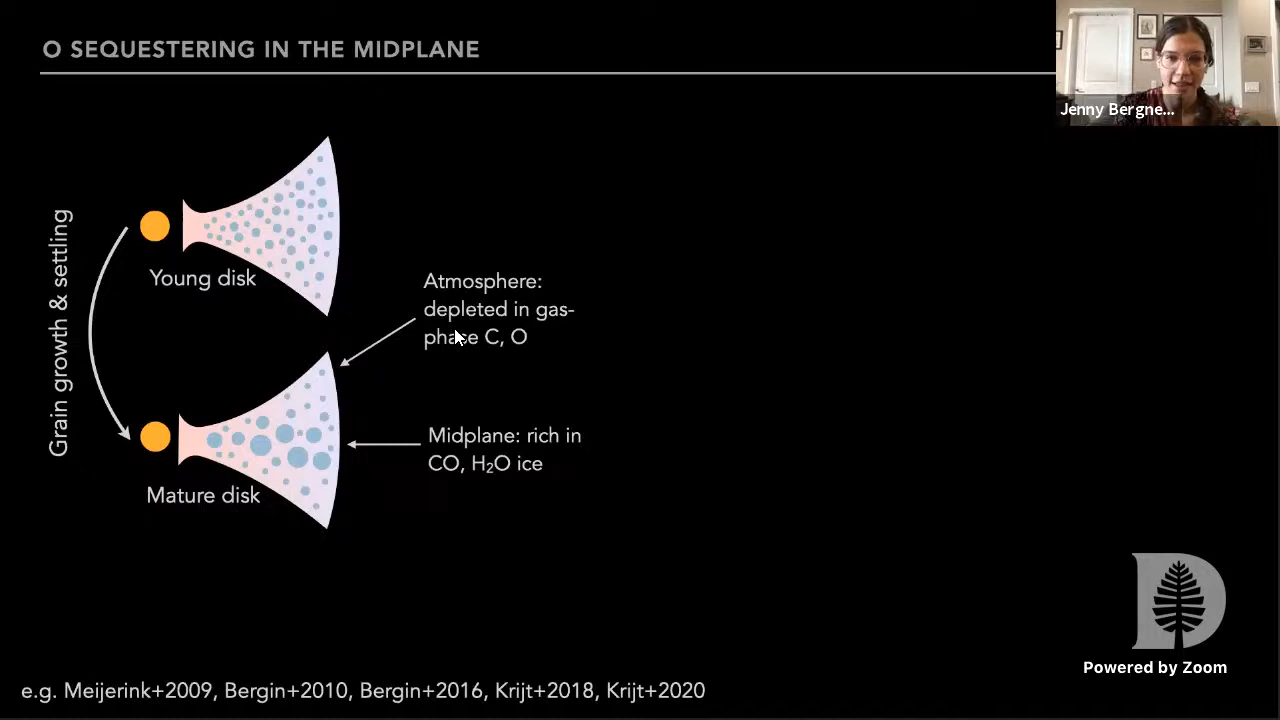 O SEQUESTERING IN THE MIDPLANE
Jenny Bergne...
Grain growth & settling
Young disk
Atmosphere:
depleted in gas-
phase C, O
Midplane: rich in
CO, H₂O ice
Mature disk
D
Powered by Zoom
e.g. Meijerink+2009, Bergin+2010, Bergin+2016, Krijt+2018, Krijt+2020